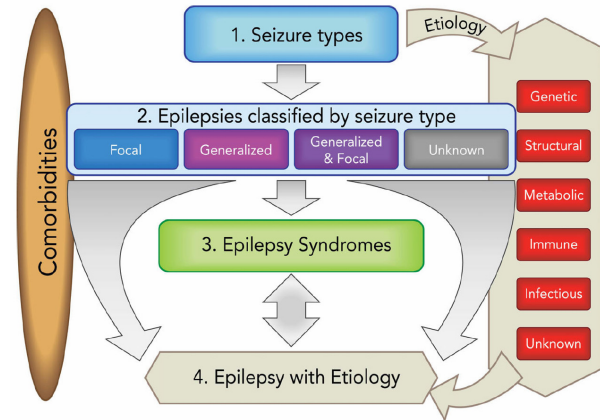 1. Seizure types
Etiology
Comorbidities
2. Epilepsies classified by seizure type
Focal
Generalized
Generalized
& Focal
Unknown
3. Epilepsy Syndromes
4. Epilepsy with Etiology
Genetic
Structural
Metabolic
Immune
Infectious
Unknown